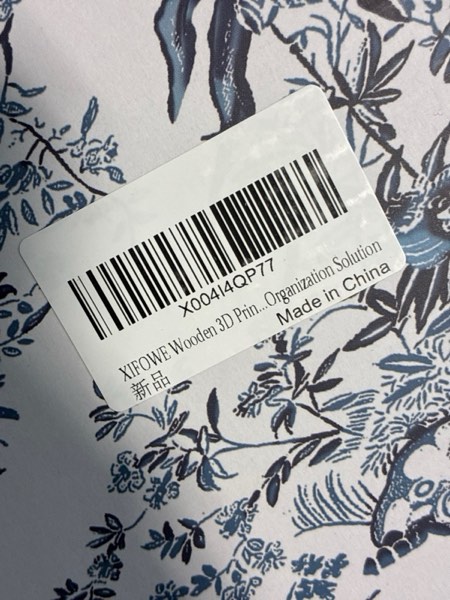 X004I4QP77
XIFOWE Wooden 3D Prin...Organization Solution
新品
Made in China